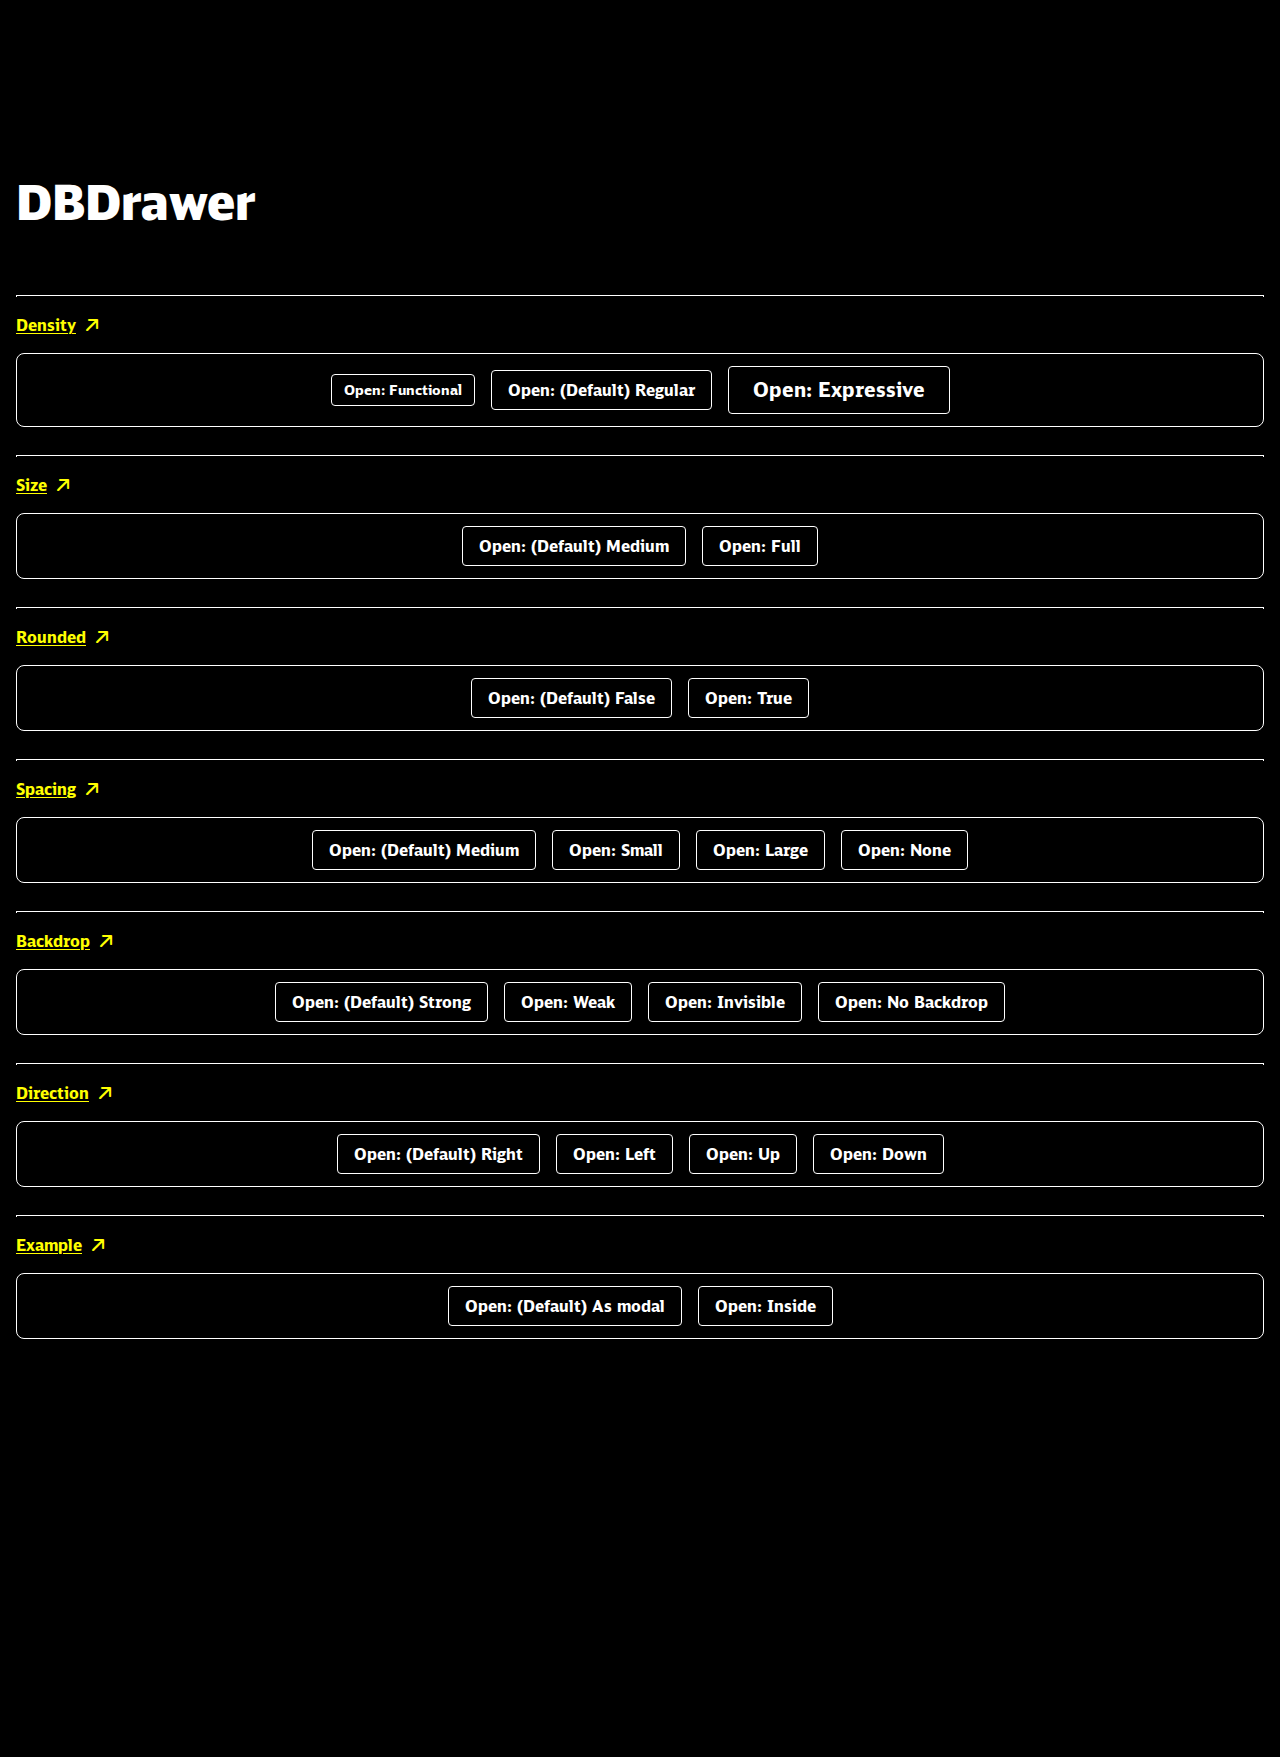 DBDrawer
Density
Open: Functional Open: (Default) Regular Open: Expressive
Size
Open: (Default) Medium Open: Full
Rounded
Open: (Default) False Open: True
Spacing
Open: (Default) Medium Open: Small Open: Large Open: None
Backdrop
Open: (Default) Strong Open: Weak Open: Invisible Open: No Backdrop
Direction
Open: (Default) Right Open: Left Open: Up Open: Down
Example
Open: (Default) As modal Open: Inside